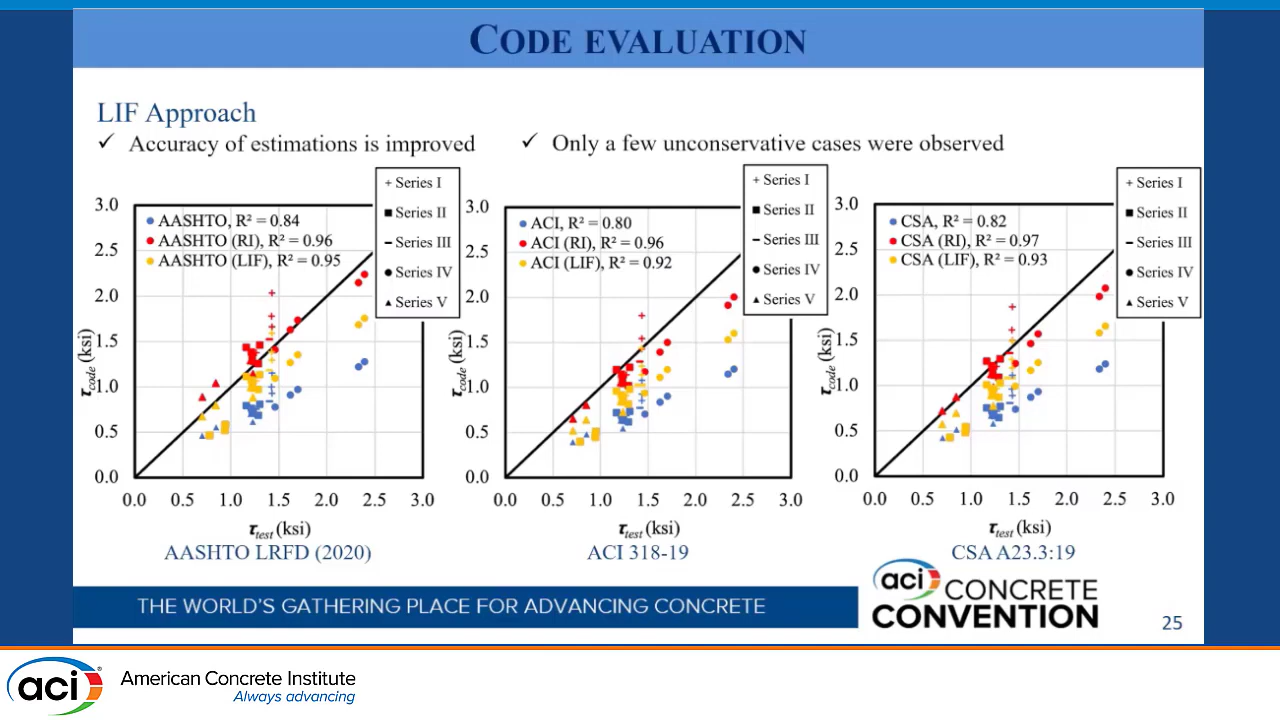 CODE EVALUATION
LIF Approach
✓ Accuracy of estimations is improved
✓ Only a few unconservative cases were observed
AASHTO, R² = 0.84
AASHTO (RI), R² = 0.96
AASHTO (LIF), R² = 0.95
Series I
Series II
Series III
Series IV
Series V
3.0
2.5
2.0
1.5
1.0
0.5
0.0
τcode (ksi)
0.0 0.5 1.0 1.5 2.0 2.5 3.0
τtest (ksi)
AASHTO LRFD (2020)
ACI, R² = 0.80
ACI (RI), R² = 0.96
ACI (LIF), R² = 0.92
Series I
Series II
Series III
Series IV
Series V
3.0
2.5
2.0
1.5
1.0
0.5
0.0
τcode (ksi)
0.0 0.5 1.0 1.5 2.0 2.5 3.0
τtest (ksi)
ACI 318-19
CSA, R² = 0.82
CSA (RI), R² = 0.97
CSA (LIF), R² = 0.93
Series I
Series II
Series III
Series IV
Series V
3.0
2.5
2.0
1.5
1.0
0.5
0.0
τcode (ksi)
0.0 0.5 1.0 1.5 2.0 2.5 3.0
τtest (ksi)
CSA A23.3:19
THE WORLD'S GATHERING PLACE FOR ADVANCING CONCRETE
aci CONCRETE
CONVENTION
25
aci®
American Concrete Institute
Always advancing